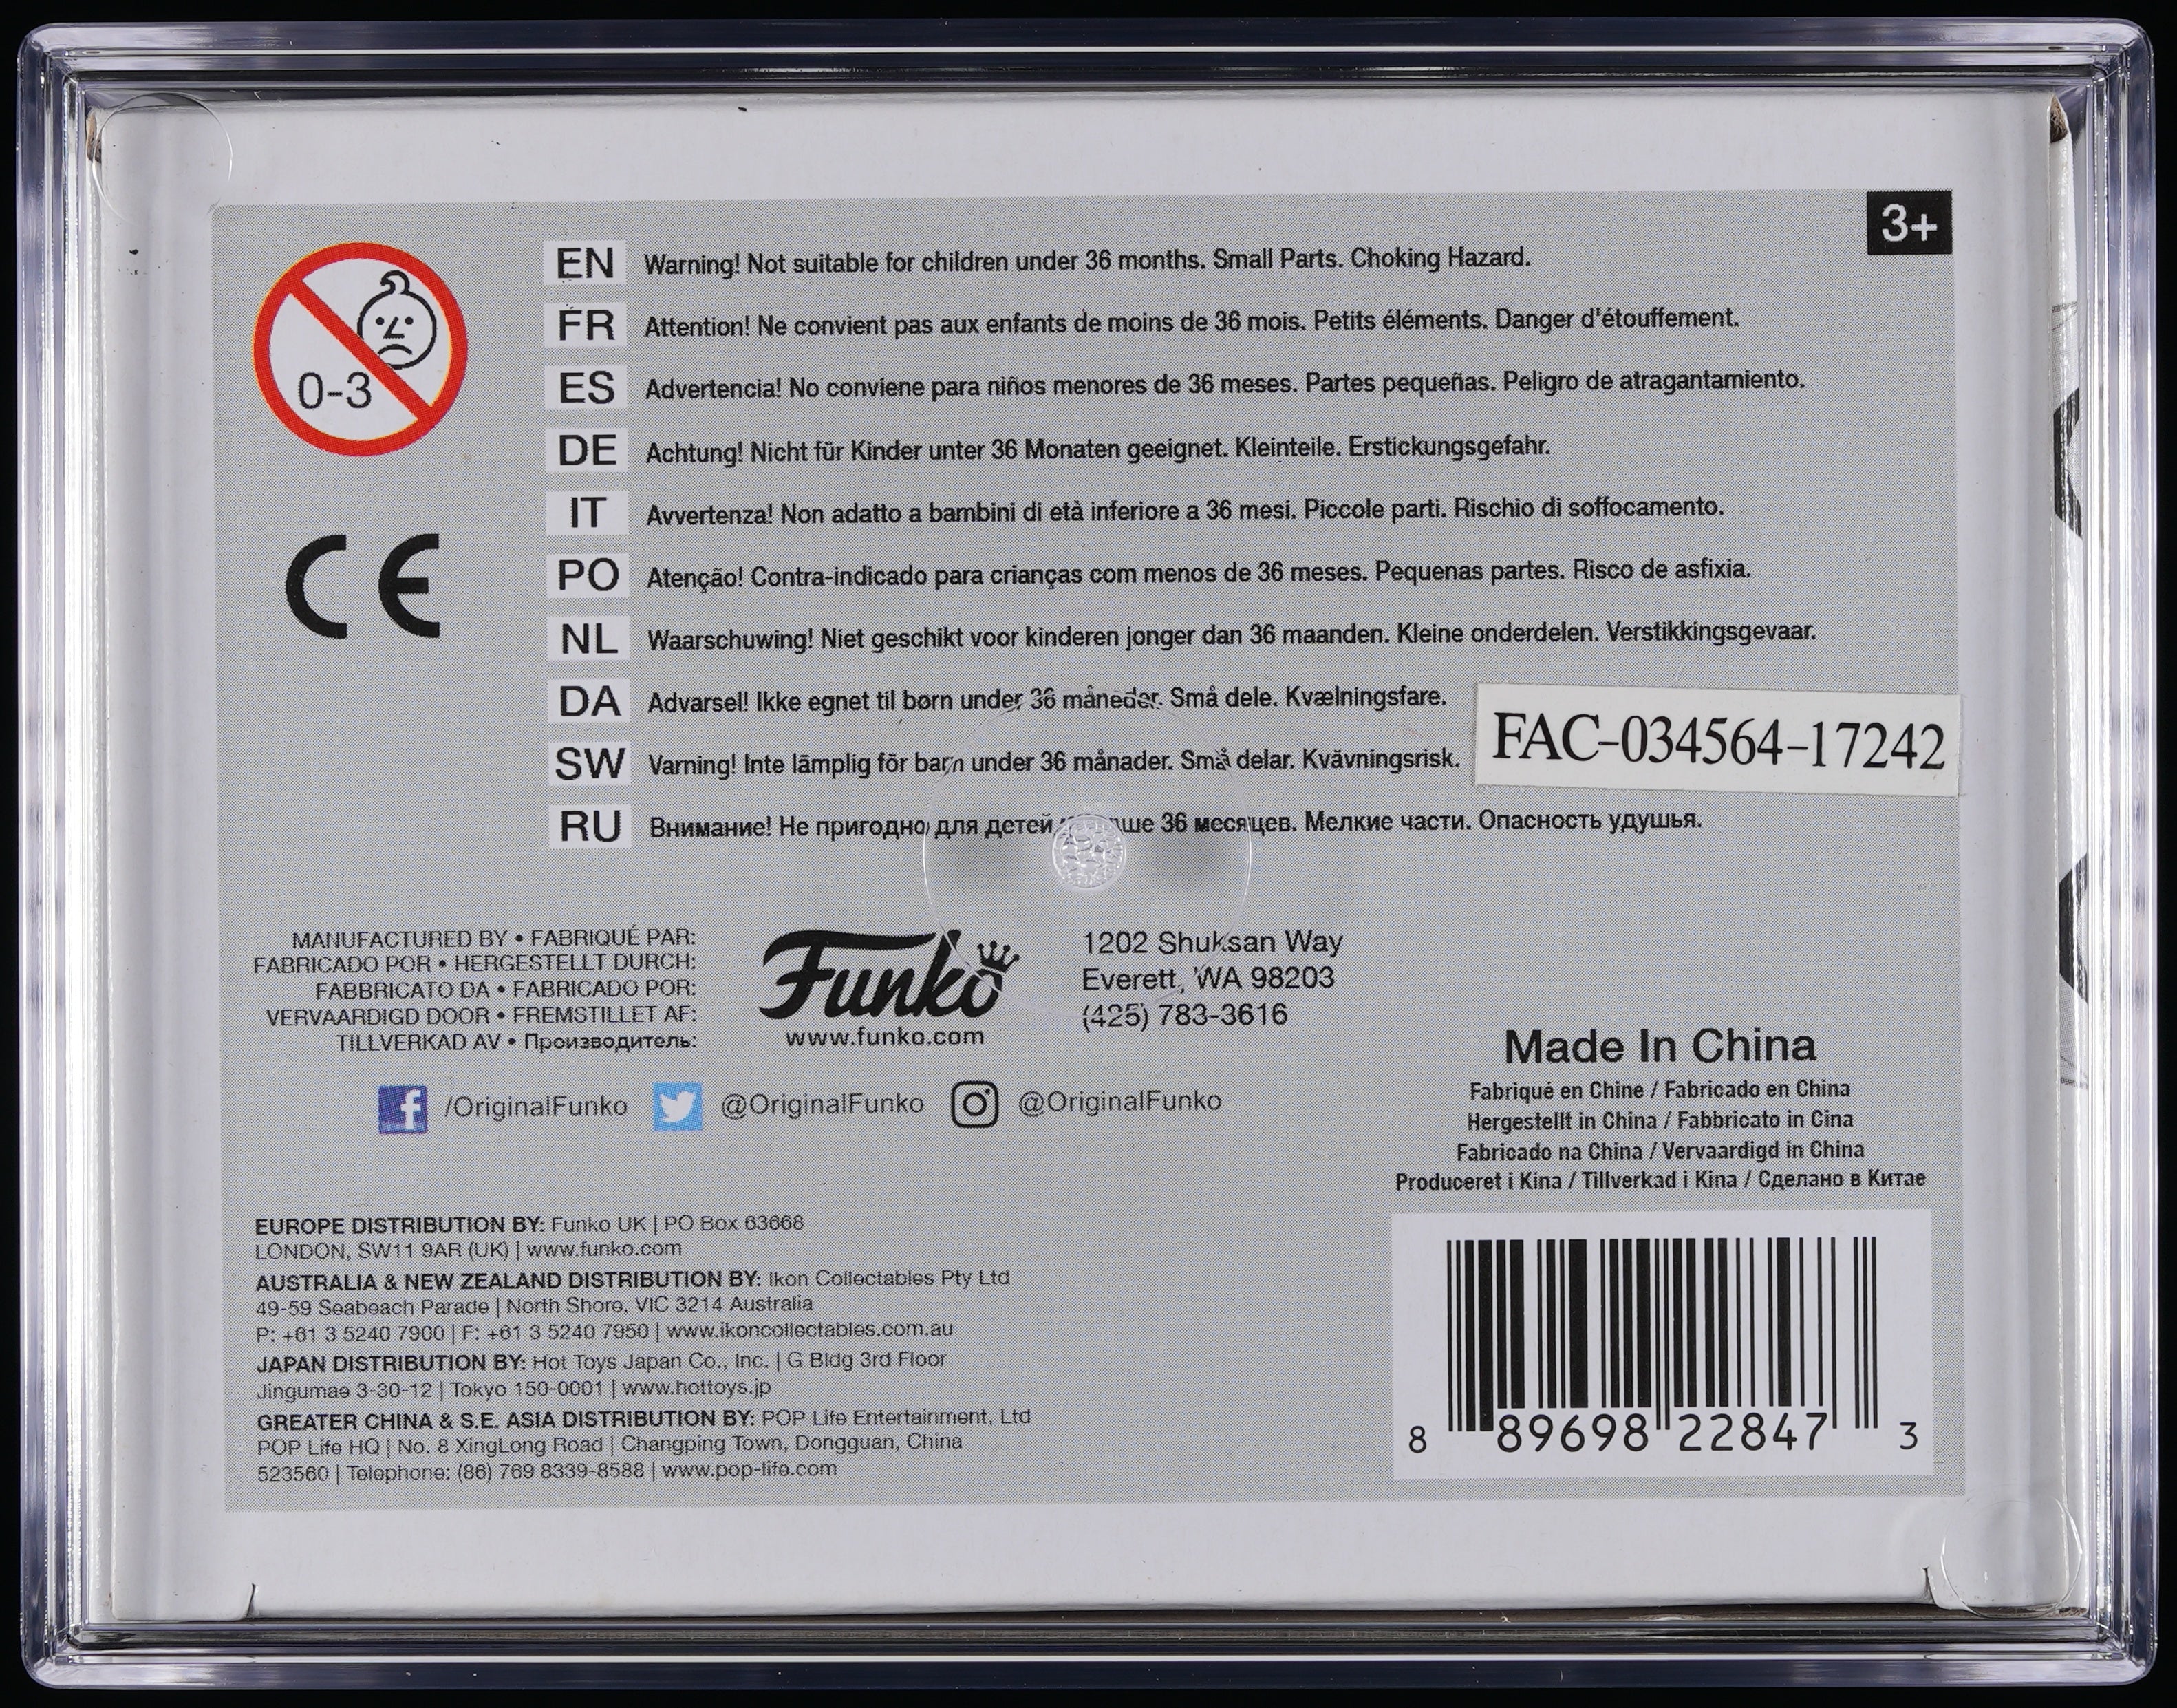 3+
0-3
EN Warning! Not suitable for children under 36 months. Small Parts. Choking Hazard.
FR Attention! Ne convient pas aux enfants de moins de 36 mois. Petits éléments. Danger d'étouffement.
ES Advertencia! No conviene para niños menores de 36 meses. Partes pequeñas. Peligro de atragantamiento.
DE Achtung! Nicht für Kinder unter 36 Monaten geeignet. Kleinteile. Erstickungsgefahr.
IT Avvertenza! Non adatto a bambini di età inferiore a 36 mesi. Piccole parti. Rischio di soffocamento.
PO Atenção! Contra-indicado para crianças com menos de 36 meses. Pequenas partes. Risco de asfixia.
NL Waarschuwing! Niet geschikt voor kinderen jonger dan 36 maanden. Kleine onderdelen. Verstikkingsgevaar.
DA Advarsel! Ikke egnet til børn under 36 måneder. Små dele. Kvælningsfare.
SW Varning! Inte lāmplig för barn under 36 månader. Små delar. Kvävningsrisk.
RU Внимание! Не пригодно для детей 36 месяцев. Мелкие части. Опасность удушья.
CE
FAC-034564-17242
MANUFACTURED BY • FABRIQUÉ PAR:
FABRICADO POR • HERGESTELLT DURCH:
FABBRICATO DA • FABRICADO POR:
VERVAARDIGD DOOR • FREMSTILLET AF:
TILLVERKAD AV • Производитель:
Funko
www.funko.com
1202 Shuksan Way
Everett, WA 98203
(425) 783-3616
/OriginalFunko @OriginalFunko @OriginalFunko
Made In China
Fabriqué en Chine / Fabricado en China
Hergestellt in China / Fabbricato in Cina
Fabricado na China / Vervaardigd in China
Produceret i Kina / Tillverkad i Kina / Сделано в Китае
EUROPE DISTRIBUTION BY: Funko UK | PO Box 63668
LONDON, SW11 9AR (UK) | www.funko.com
AUSTRALIA & NEW ZEALAND DISTRIBUTION BY: Ikon Collectables Pty Ltd
49-59 Seabeach Parade | North Shore, VIC 3214 Australia
P: +61 3 5240 7900 | F: +61 3 5240 7950 | www.ikoncollectables.com.au
JAPAN DISTRIBUTION BY: Hot Toys Japan Co., Inc. | G Bldg 3rd Floor
Jingumae 3-30-12 | Tokyo 150-0001 | www.hottoys.jp
GREATER CHINA & S.E. ASIA DISTRIBUTION BY: POP Life Entertainment, Ltd
POP Life HQ | No. 8 XingLong Road | Changping Town, Dongguan, China
523560 | Telephone: (86) 769 8339-8588 | www.pop-life.com
8 89698 22847 3